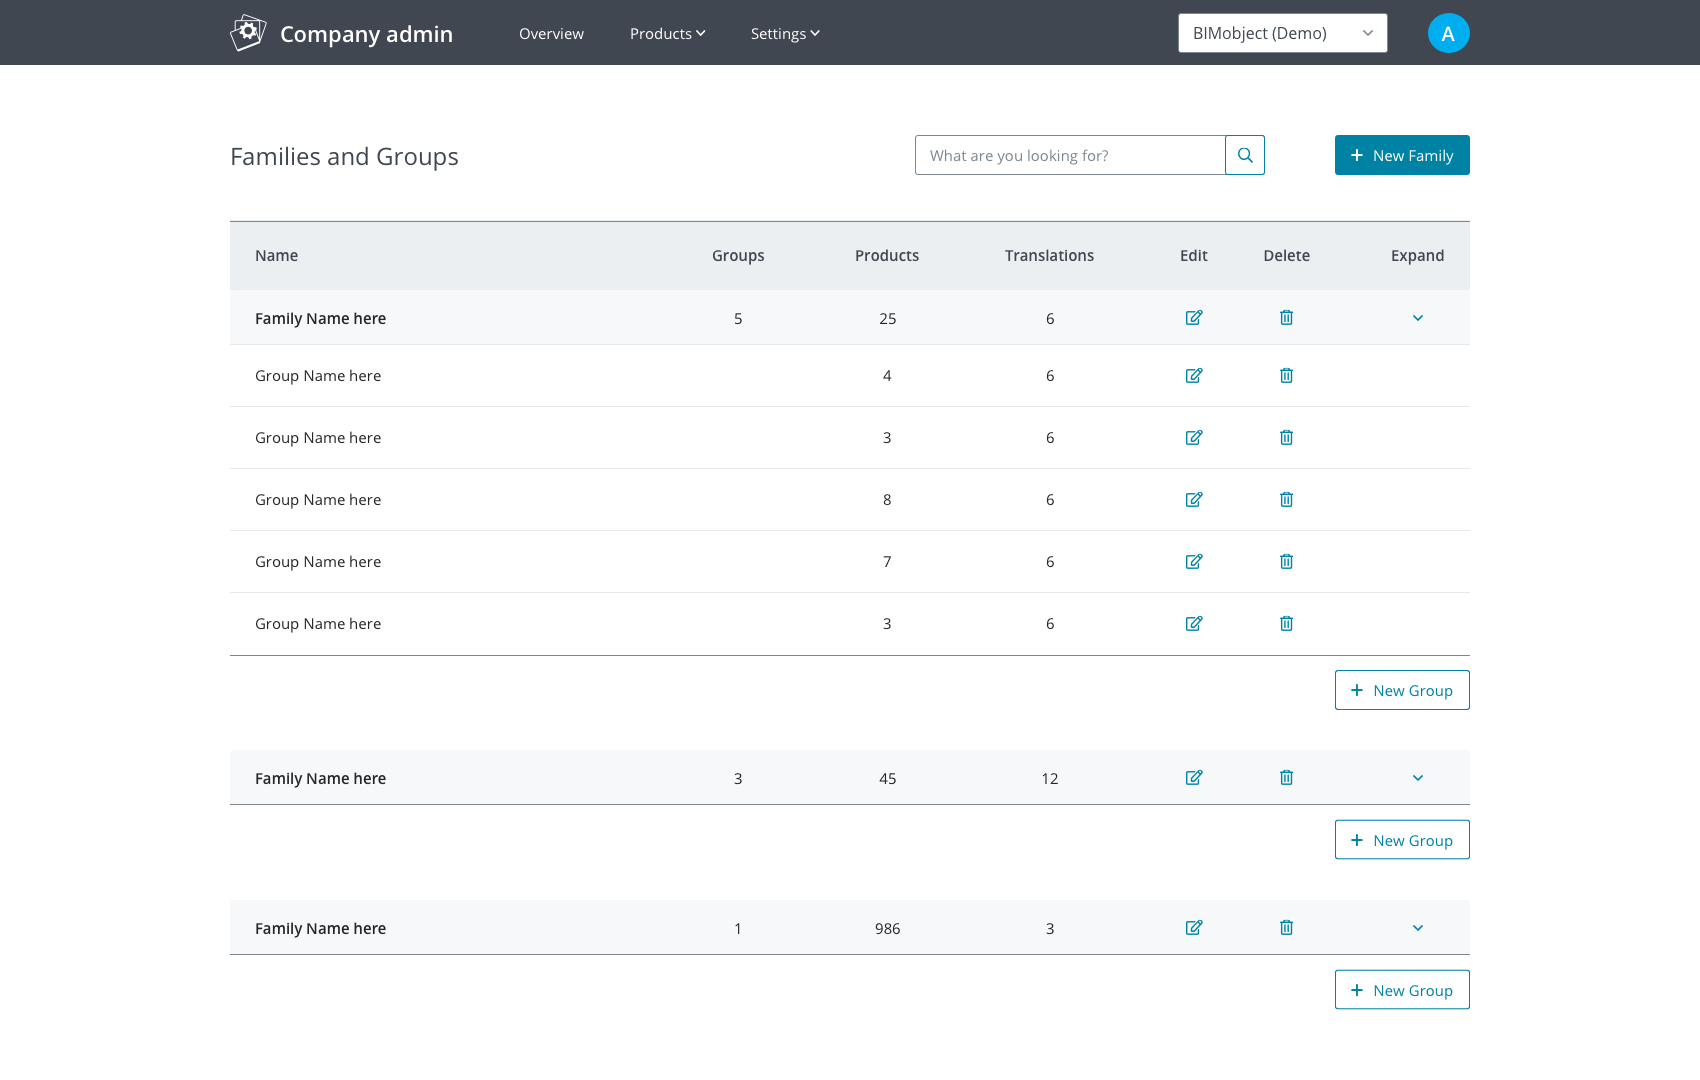 Company admin Overview Products Settings BIMobject (Demo) A
Families and Groups What are you looking for? New Family
Name Groups Products Translations Edit Delete Expand
Family Name here 5 25 6
Group Name here 4 6
Group Name here 3 6
Group Name here 8 6
Group Name here 7 6
Group Name here 3 6
New Group
Family Name here 3 45 12
New Group
Family Name here 1 986 3
New Group